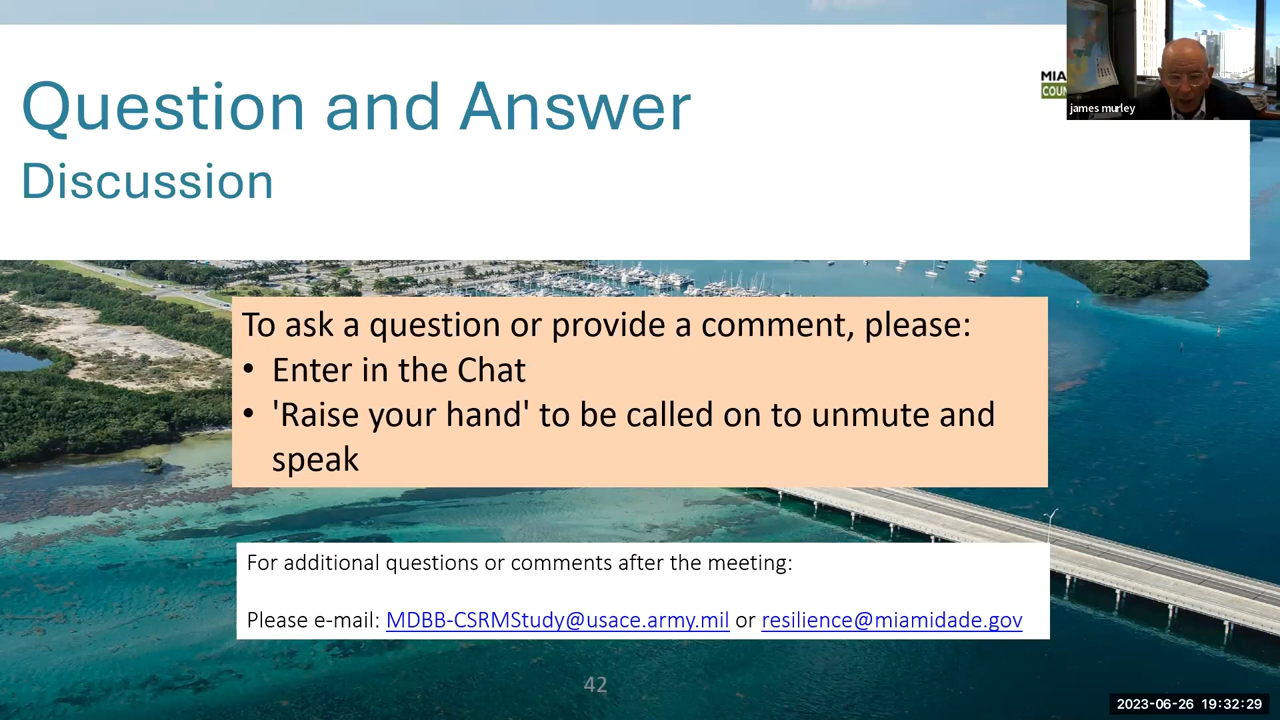 Question and Answer
Discussion
MIA
COUN
james murley
To ask a question or provide a comment, please:
• Enter in the Chat
• 'Raise your hand' to be called on to unmute and
speak
For additional questions or comments after the meeting:
Please e-mail: MDBB-CSRMStudy@usace.army.mil or resilience@miamidade.gov
42
2023-06-26 19:32:29